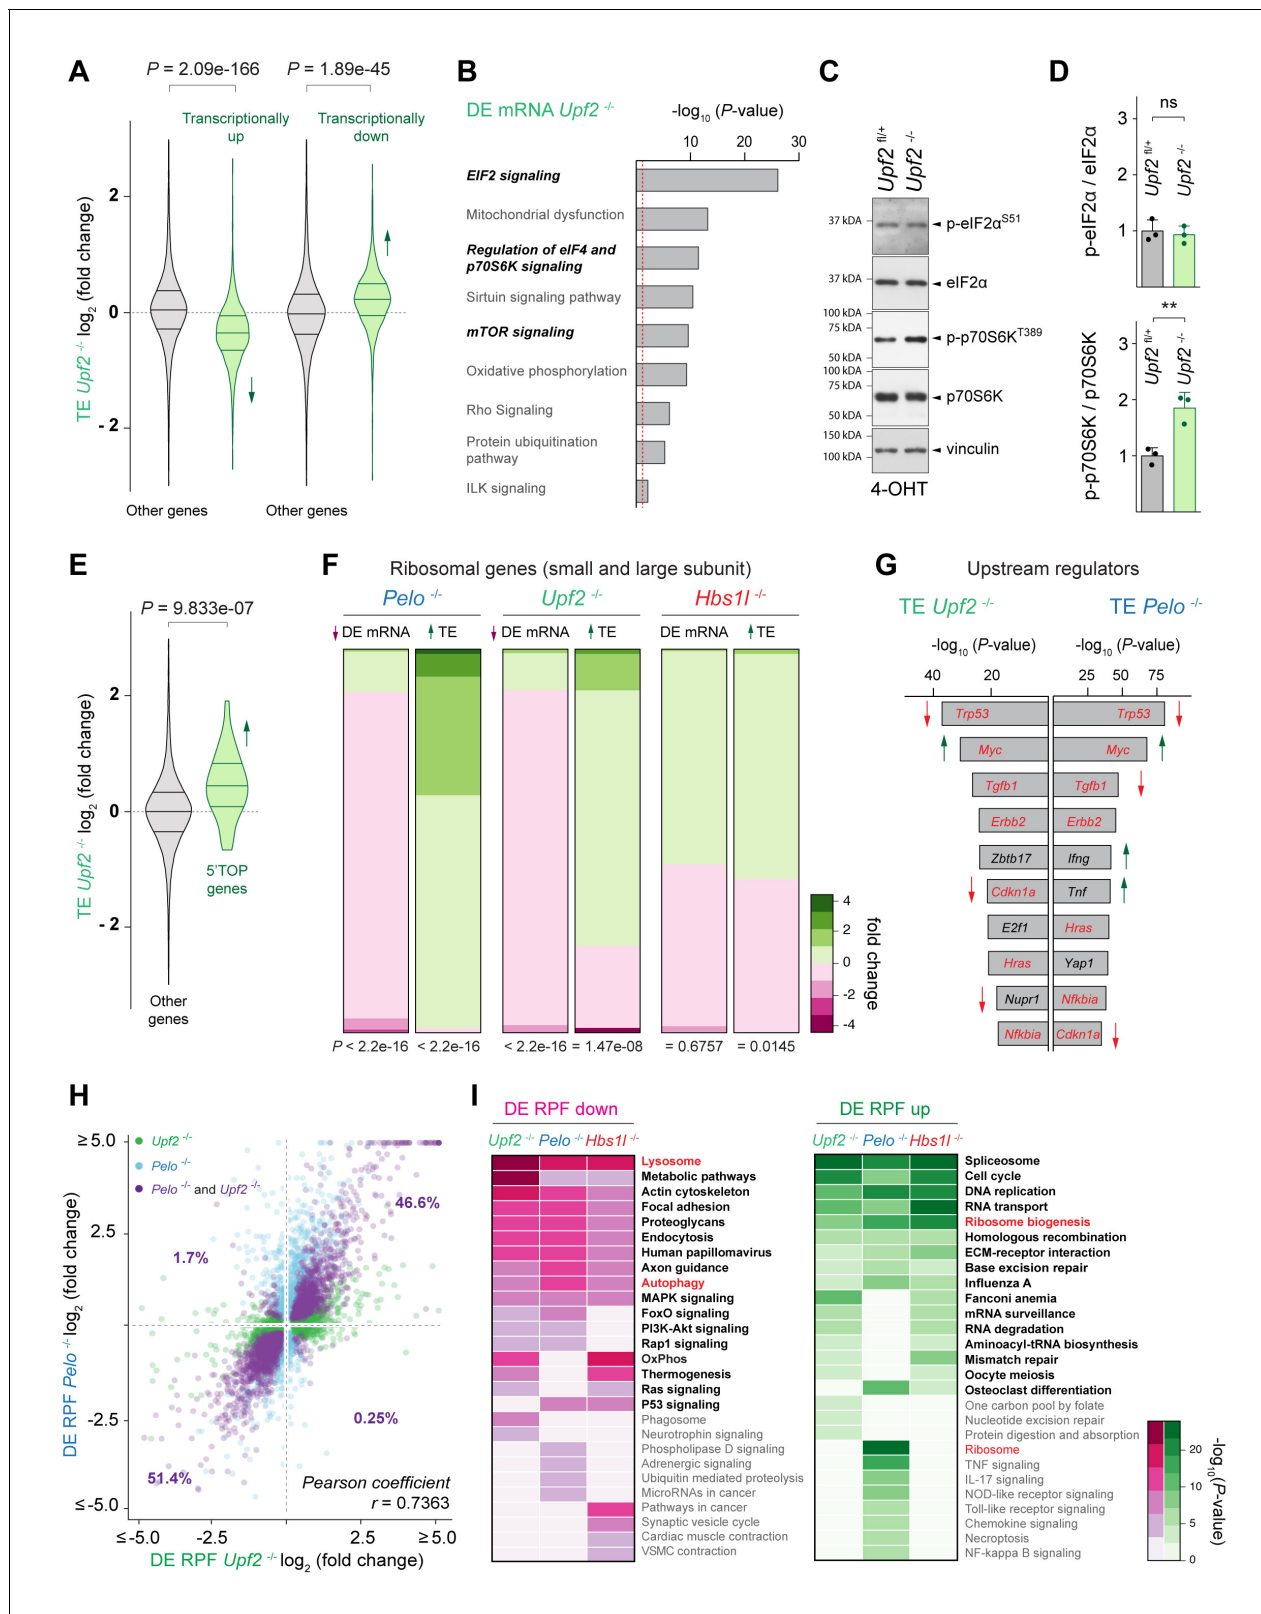 A
P = 2.09e-166
P = 1.89e-45
Transcriptionally
up
Transcriptionally
down
TE Upf2 -/- log2 (fold change)
2
0
- 2
Other genes
Other genes
B
DE mRNA Upf2 -/-
-log10 (P-value)
10
20
30
EIF2 signaling
Mitochondrial dysfunction
Regulation of eIF4 and
p70S6K signaling
Sirtuin signaling pathway
mTOR signaling
Oxidative phosphorylation
Rho Signaling
Protein ubiquitination
pathway
ILK signaling
C
Upf2 fl/+
Upf2 -/-
37 kDA
p-eIF2αS51
37 kDA
eIF2α
100 kDA
75 kDA
p-p70S6KT389
50 kDA
100 kDA
75 kDA
p70S6K
50 kDA
150 kDA
vinculin
100 kDA
4-OHT
D
ns
p-eIF2α / eIF2α
3
2
1
Upf2 fl/+
Upf2 -/-
**
p-p70S6K / p70S6K
3
2
1
Upf2 fl/+
Upf2 -/-
E
P = 9.833e-07
TE Upf2 -/- log2 (fold change)
2
0
- 2
5'TOP
genes
Other
genes
F
Ribosomal genes (small and large subunit)
Pelo -/-
Upf2 -/-
Hbs1l -/-
DE mRNA
TE
DE mRNA
TE
DE mRNA
TE
P < 2.2e-16
< 2.2e-16
< 2.2e-16
= 1.47e-08
= 0.6757
= 0.0145
4
2
0
-2
-4
fold change
G
Upstream regulators
TE Upf2 -/-
TE Pelo -/-
-log10 (P-value)
-log10 (P-value)
40
20
25
50
75
Trp53
Trp53
Myc
Myc
Tgfb1
Tgfb1
Erbb2
Erbb2
Zbtb17
Ifng
Cdkn1a
Tnf
E2f1
Hras
Hras
Yap1
Nupr1
Nfkbia
Nfkbia
Cdkn1a
H
DE RPF Pelo -/- log2 (fold change)
≥ 5.0
2.5
-2.5
≤ -5.0
Upf2 -/-
Pelo -/-
Pelo -/- and Upf2 -/-
46.6%
1.7%
0.25%
51.4%
Pearson coefficient
r = 0.7363
≤ -5.0
-2.5
2.5
≥ 5.0
DE RPF Upf2 -/- log2 (fold change)
I
DE RPF down
Upf2 -/-
Pelo -/-
Hbs1l -/-
Lysosome
Metabolic pathways
Actin cytoskeleton
Focal adhesion
Proteoglycans
Endocytosis
Human papillomavirus
Axon guidance
Autophagy
MAPK signaling
FoxO signaling
PI3K-Akt signaling
Rap1 signaling
OxPhos
Thermogenesis
Ras signaling
P53 signaling
Phagosome
Neurotrophin signaling
Phospholipase D signaling
Adrenergic signaling
Ubiquitin mediated proteolysis
MicroRNAs in cancer
Pathways in cancer
Synaptic vesicle cycle
Cardiac muscle contraction
VSMC contraction
DE RPF up
Upf2 -/-
Pelo -/-
Hbs1l -/-
Spliceosome
Cell cycle
DNA replication
RNA transport
Ribosome biogenesis
Homologous recombination
ECM-receptor interaction
Base excision repair
Influenza A
Fanconi anemia
mRNA surveillance
RNA degradation
Aminoacyl-tRNA biosynthesis
Mismatch repair
Oocyte meiosis
Osteoclast differentiation
One carbon pool by folate
Nucleotide excision repair
Protein digestion and absorption
Ribosome
TNF signaling
IL-17 signaling
NOD-like receptor signaling
Toll-like receptor signaling
Chemokine signaling
Necroptosis
NF-kappa B signaling
20
10
5
0
-log10(P-value)